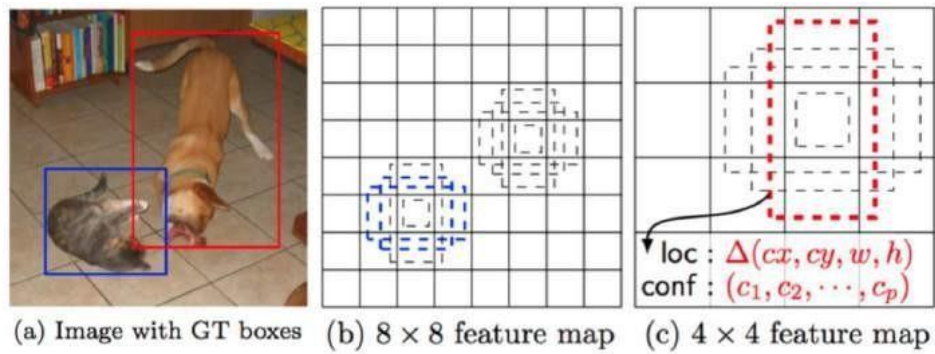 loc : Δ(cx, cy, w, h)
conf : (c₁, c₂, ⋯, cₚ)
(a) Image with GT boxes
(b) 8 × 8 feature map
(c) 4 × 4 feature map